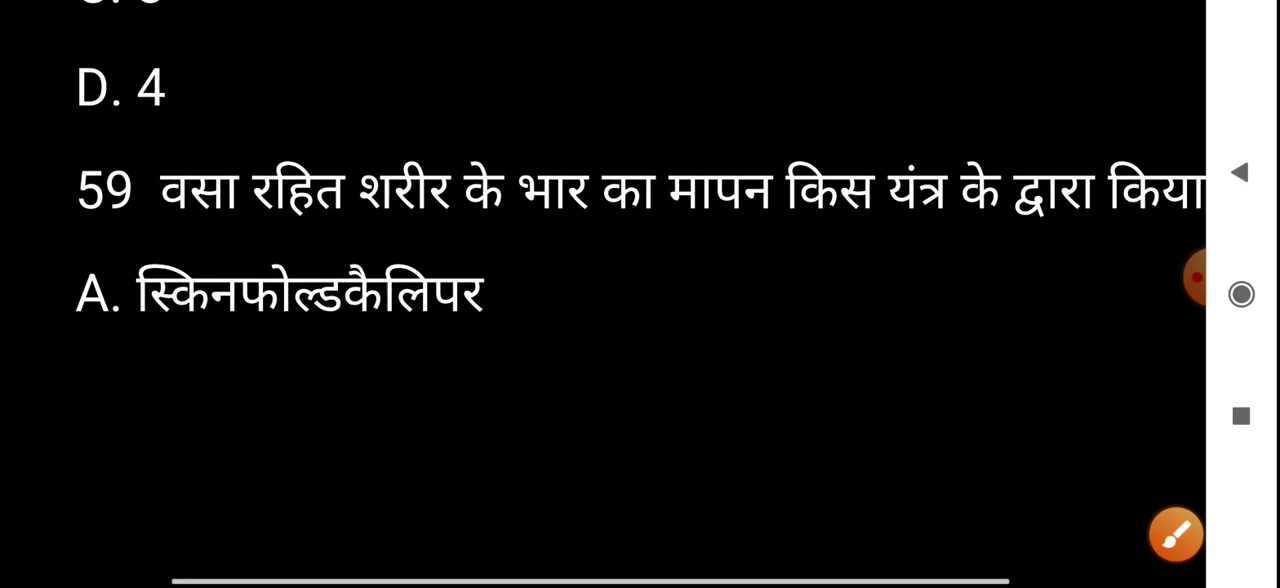 D. 4
59 वसा रहित शरीर के भार का मापन किस यंत्र के द्वारा किया
A. स्किनफोल्डकैलिपर